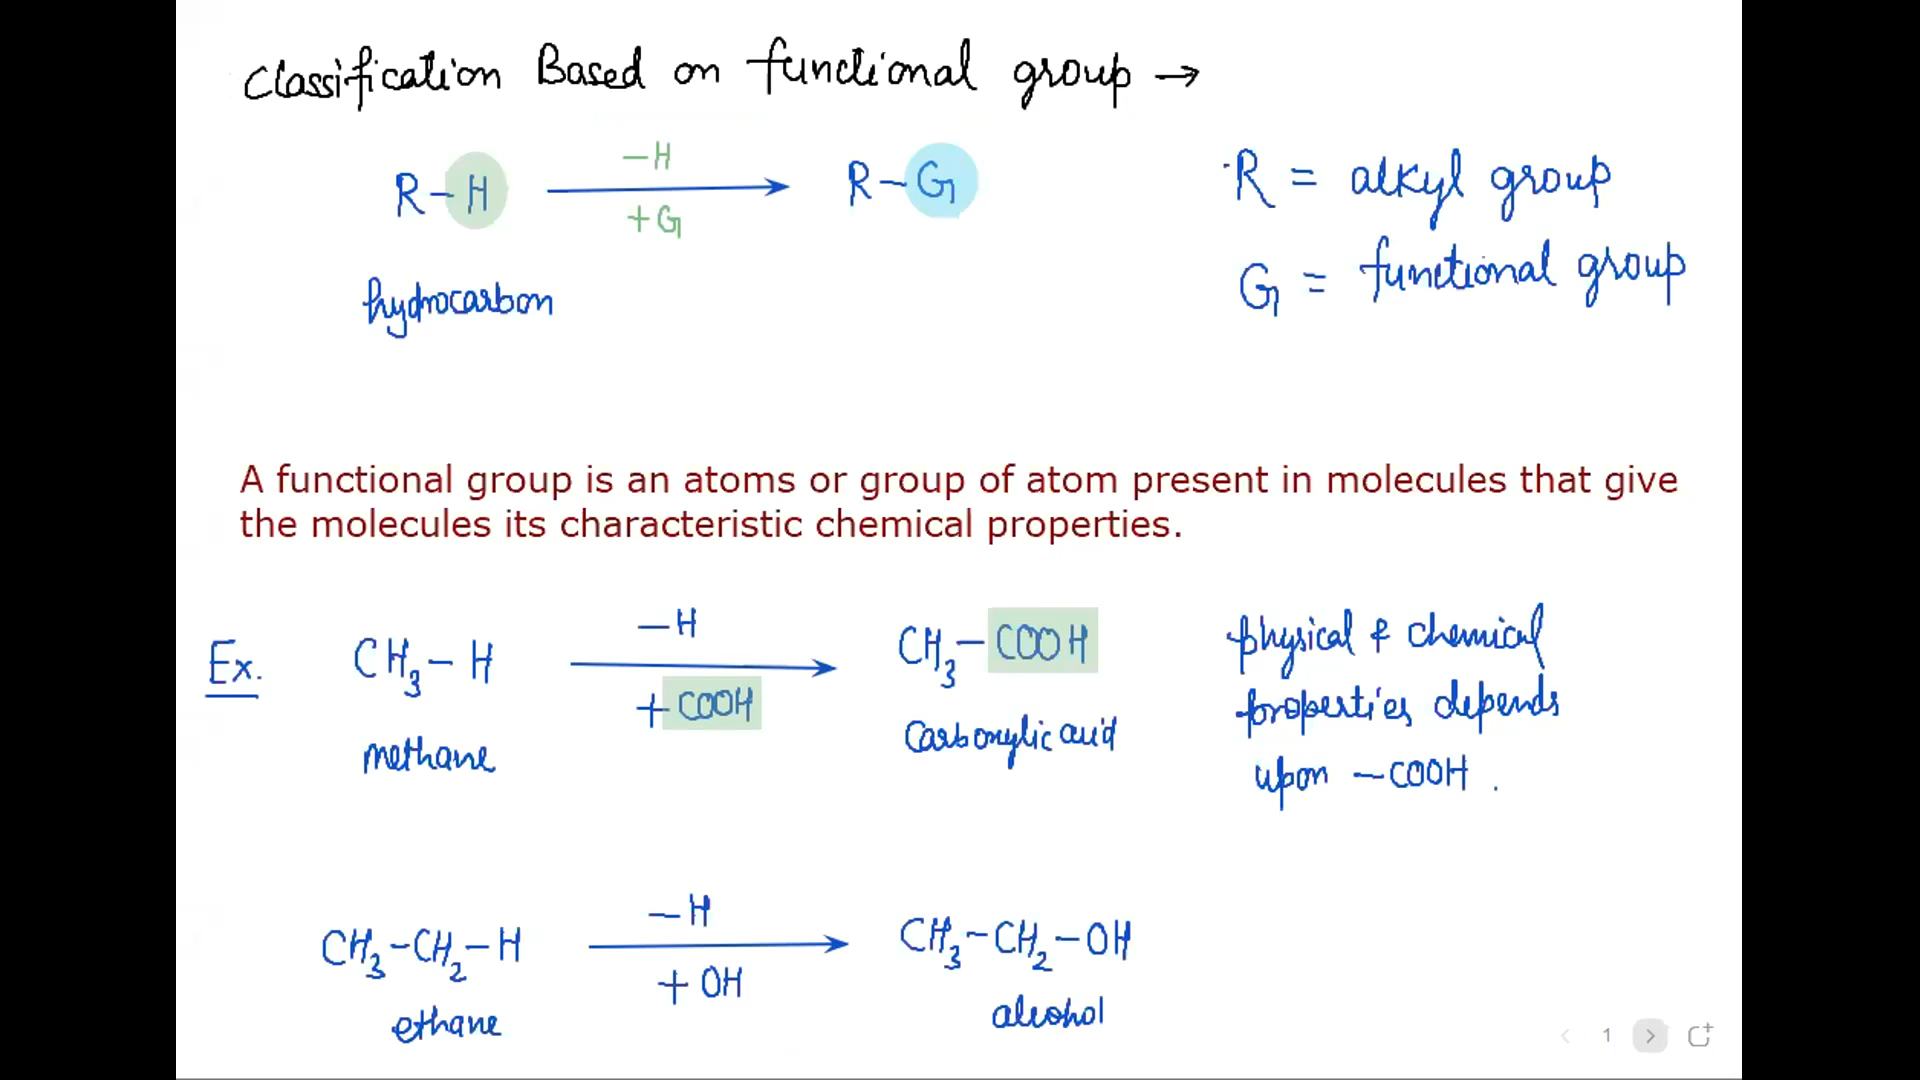 Classification Based on functional group →
R-H —H +G R-G R = alkyl group
hydrocarbon G = functional group
A functional group is an atoms or group of atom present in molecules that give
the molecules its characteristic chemical properties.
Ex. CH₃-H —H +COOH CH₃-COOH physical & chemical
methane Carboxylic acid properties depends
upon —COOH.
CH₃-CH₂-H —H +OH CH₃-CH₂-OH
ethane alcohol
1